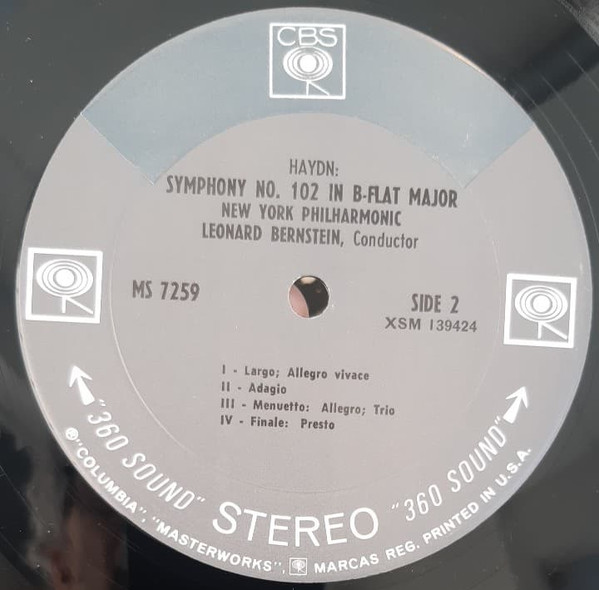 CBS
HAYDN:
SYMPHONY NO. 102 IN B-FLAT MAJOR
NEW YORK PHILHARMONIC
LEONARD BERNSTEIN, Conductor
MS 7259
SIDE 2
XSM 139424
I - Largo; Allegro vivace
II - Adagio
III - Menuetto: Allegro; Trio
IV - Finale: Presto
"360 SOUND" STEREO "360 SOUND"
℗"COLUMBIA", "MASTERWORKS", MARCAS REG. PRINTED IN U.S.A.